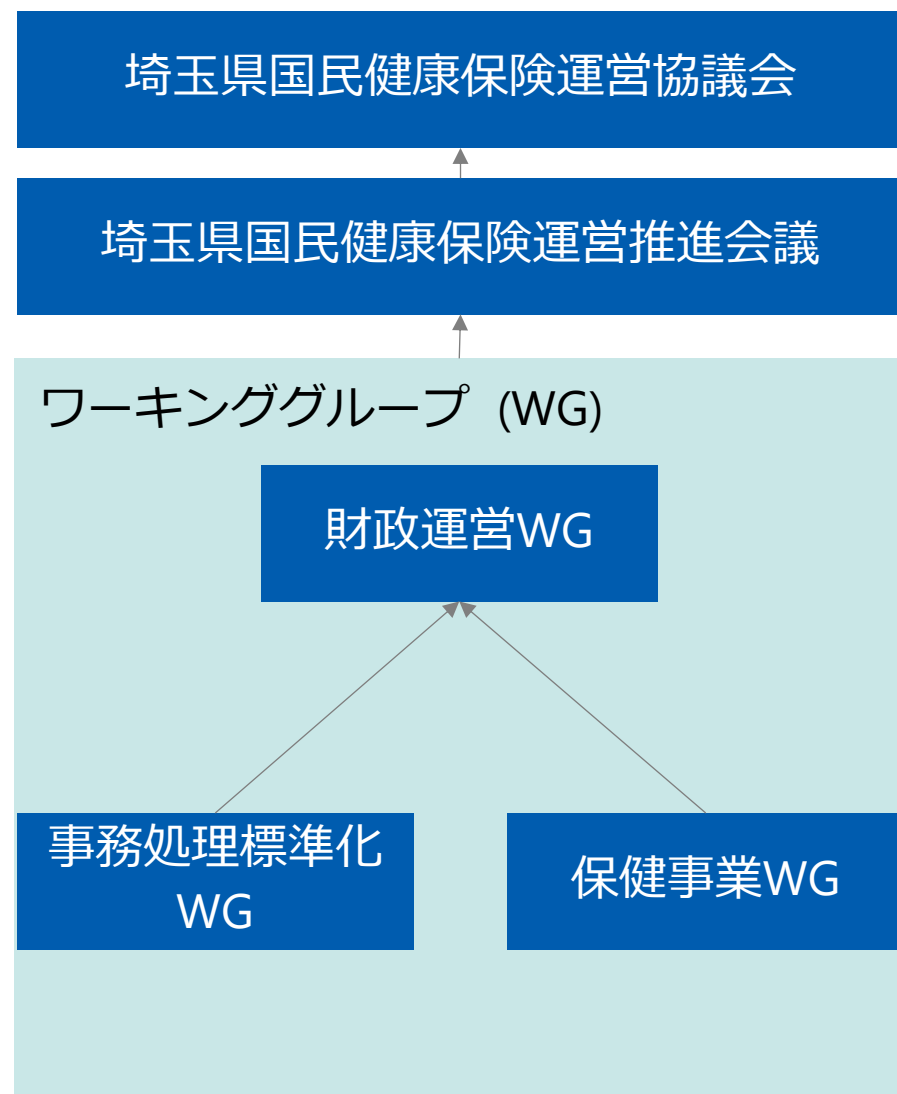 埼玉県国民健康保険運営協議会
埼玉県国民健康保険運営推進会議
ワーキンググループ (WG)
財政運営WG
事務処理標準化
WG
保健事業WG